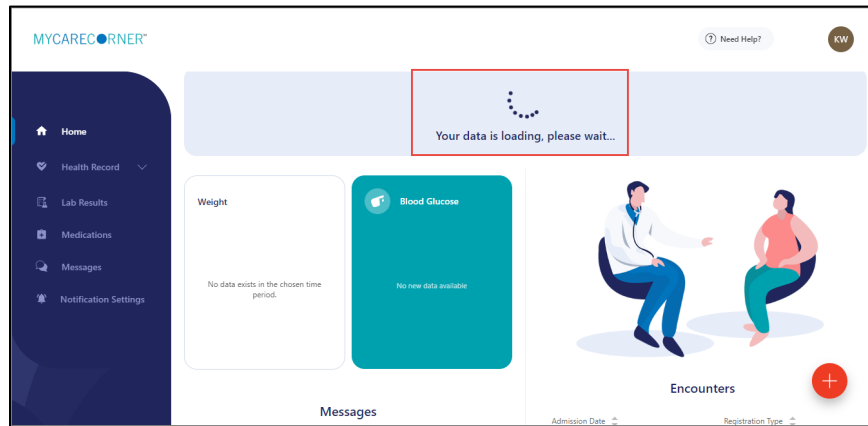 MYCARECORNER™
Need Help?
KW
Home
Health Record
Lab Results
Medications
Messages
Notification Settings
Your data is loading, please wait...
Weight
No data exists in the chosen time
period.
Blood Glucose
No new data available
Messages
Encounters
Admission Date
Registration Type